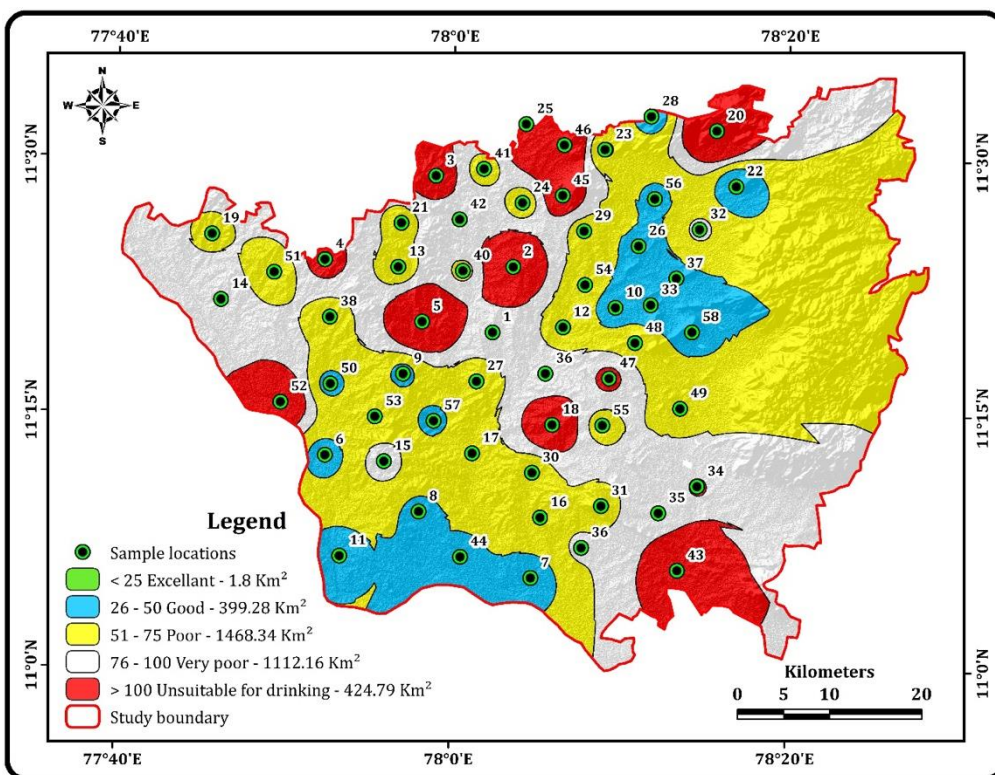 77°40'E 78°0'E 78°20'E
N
W E
S
11°30'N
11°30'N
11°15'N
11°15'N
11°0'N
11°0'N
28
25
20
46
23
3
41
45
22
24
56
21
42
32
19
29
26
4
13
40
2
37
51
54
14
10
33
38
5
1
12
58
48
9
36
47
50
27
52
53
57
18
55
49
6
15
17
30
34
8
16
31
35
11
44
36
7
43
Legend
Sample locations
< 25 Excellant - 1.8 Km²
26 - 50 Good - 399.28 Km²
51 - 75 Poor - 1468.34 Km²
76 - 100 Very poor - 1112.16 Km²
> 100 Unsuitable for drinking - 424.79 Km²
Study boundary
Kilometers
0 5 10 20
77°40'E 78°0'E 78°20'E